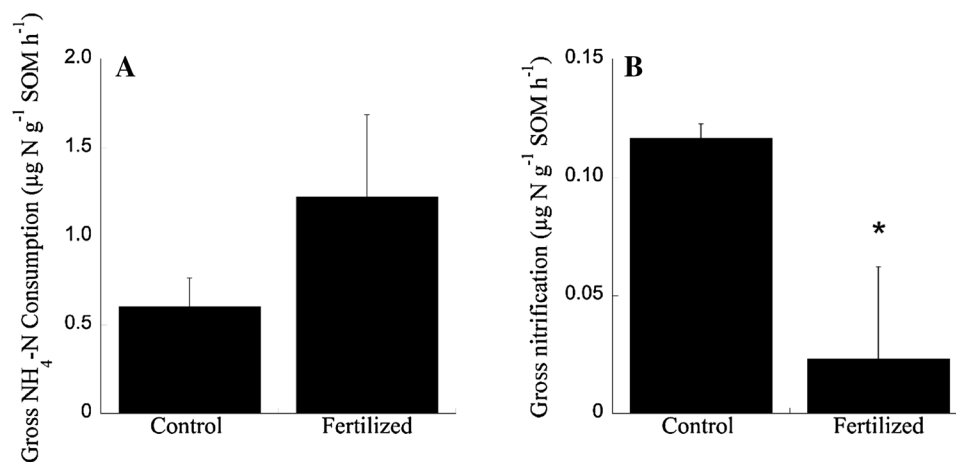 A
Gross NH₄-N Consumption (µg N g⁻¹ SOM h⁻¹)
2.0
1.5
1.0
0.5
0
Control Fertilized
B
Gross nitrification (µg N g⁻¹ SOM h⁻¹)
0.15
0.10
0.05
0
*
Control Fertilized